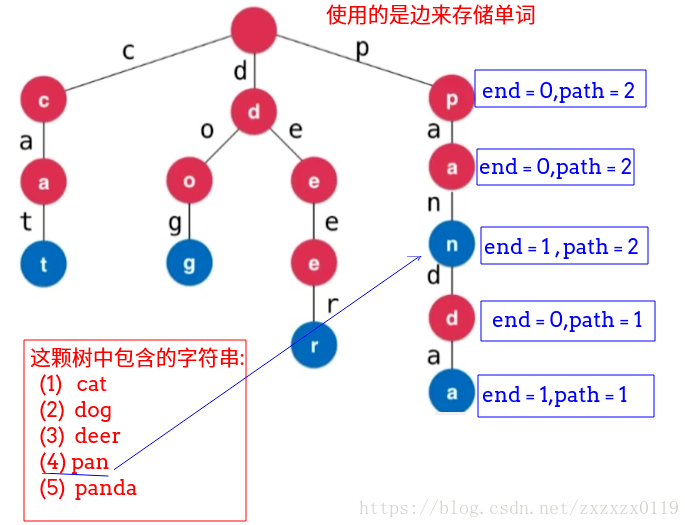 使用的是边来存储单词
c
d
p
c
d
p
end = 0,path = 2
a
o
e
a
a
o
e
a
end = 0,path = 2
t
g
e
n
t
g
e
n
end = 1 , path = 2
r
d
d
end = 0,path = 1
r
a
a
end = 1,path = 1
这颗树中包含的字符串:
(1) cat
(2) dog
(3) deer
(4) pan
(5) panda
https://blog.csdn.net/zxzxzx0119